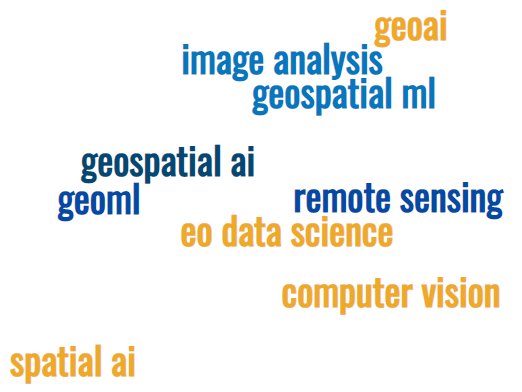 geoai
image analysis
geospatial ml
geospatial ai
geoml
remote sensing
eo data science
computer vision
spatial ai